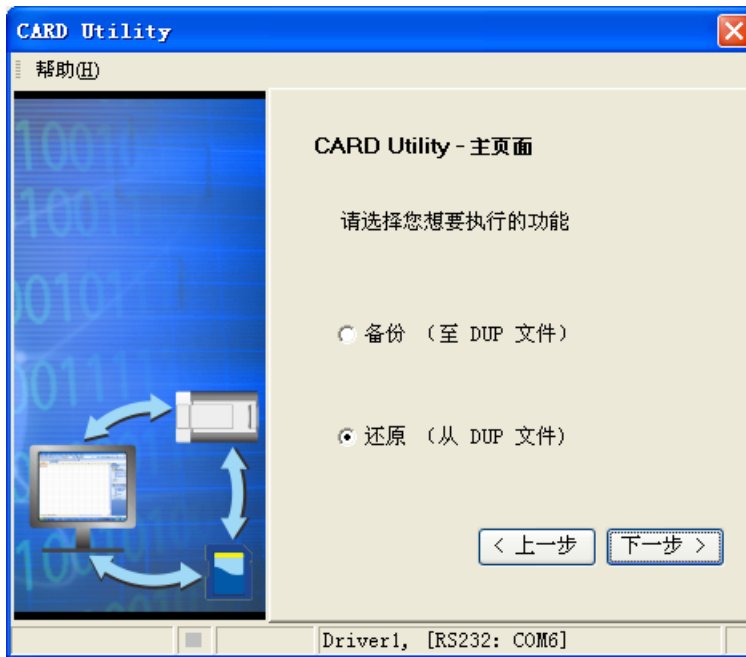 CARD Utility
帮助(H)
CARD Utility - 主页面
请选择您想要执行的功能
备份 （至 DUP 文件）
还原 （从 DUP 文件）
< 上一步 下一步 >
Driver1, [RS232: COM6]